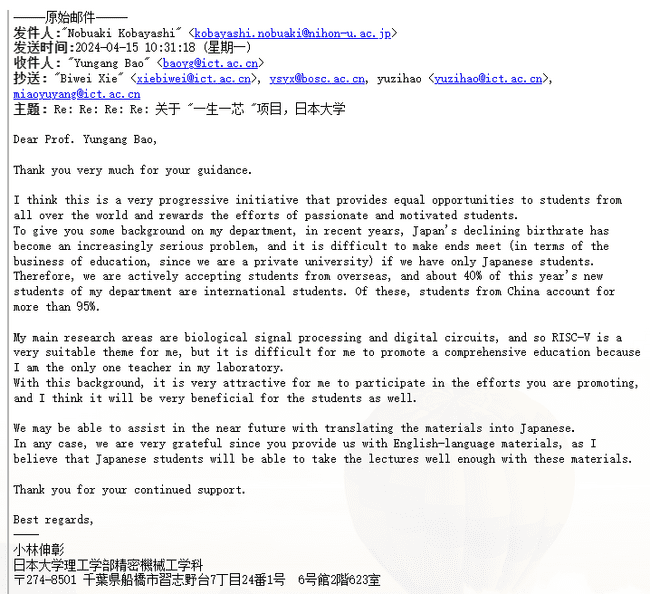 ———原始邮件———
发件人:"Nobuaki Kobayashi" <kobayashi.nobuaki@nihon-u.ac.jp>
发送时间:2024-04-15 10:31:18 (星期一)
收件人: "Yungang Bao" <baoyg@ict.ac.cn>
抄送: "Biwei Xie" <xiebiwei@ict.ac.cn>, ysyx@bosc.ac.cn, yuzihao <yuzihao@ict.ac.cn>,
miaoyuyang@ict.ac.cn
主题: Re: Re: Re: Re: 关于 "一生一芯 "项目，日本大学
Dear Prof. Yungang Bao,
Thank you very much for your guidance.
I think this is a very progressive initiative that provides equal opportunities to students from
all over the world and rewards the efforts of passionate and motivated students.
To give you some background on my department, in recent years, Japan's declining birthrate has
become an increasingly serious problem, and it is difficult to make ends meet (in terms of the
business of education, since we are a private university) if we have only Japanese students.
Therefore, we are actively accepting students from overseas, and about 40% of this year's new
students of my department are international students. Of these, students from China account for
more than 95%.
My main research areas are biological signal processing and digital circuits, and so RISC-V is a
very suitable theme for me, but it is difficult for me to promote a comprehensive education because
I am the only one teacher in my laboratory.
With this background, it is very attractive for me to participate in the efforts you are promoting,
and I think it will be very beneficial for the students as well.
We may be able to assist in the near future with translating the materials into Japanese.
In any case, we are very grateful since you provide us with English-language materials, as I
believe that Japanese students will be able to take the lectures well enough with these materials.
Thank you for your continued support.
Best regards,
——
小林伸彰
日本大学理工学部精密機械工学科
〒274-8501 千葉県船橋市習志野台7丁目24番1号 6号館2階623室